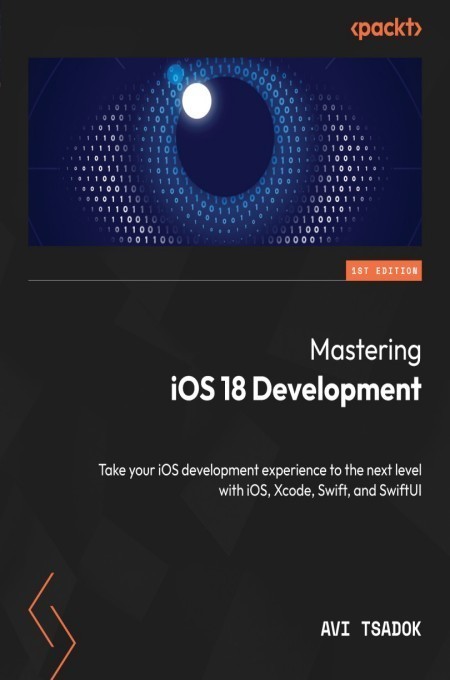 <packt>
1ST EDITION
Mastering
iOS 18 Development
Take your iOS development experience to the next level
with iOS, Xcode, Swift, and SwiftUI
AVI TSADOK